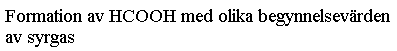 Formation av HCOOH med olika begynnelsevärden
av syrgas